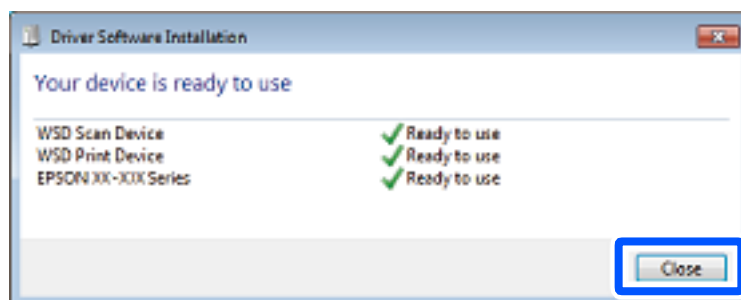 Driver Software Installation
Your device is ready to use
WSD Scan Device Ready to use
WSD Print Device Ready to use
EPSON XX-XXX Series Ready to use
Close